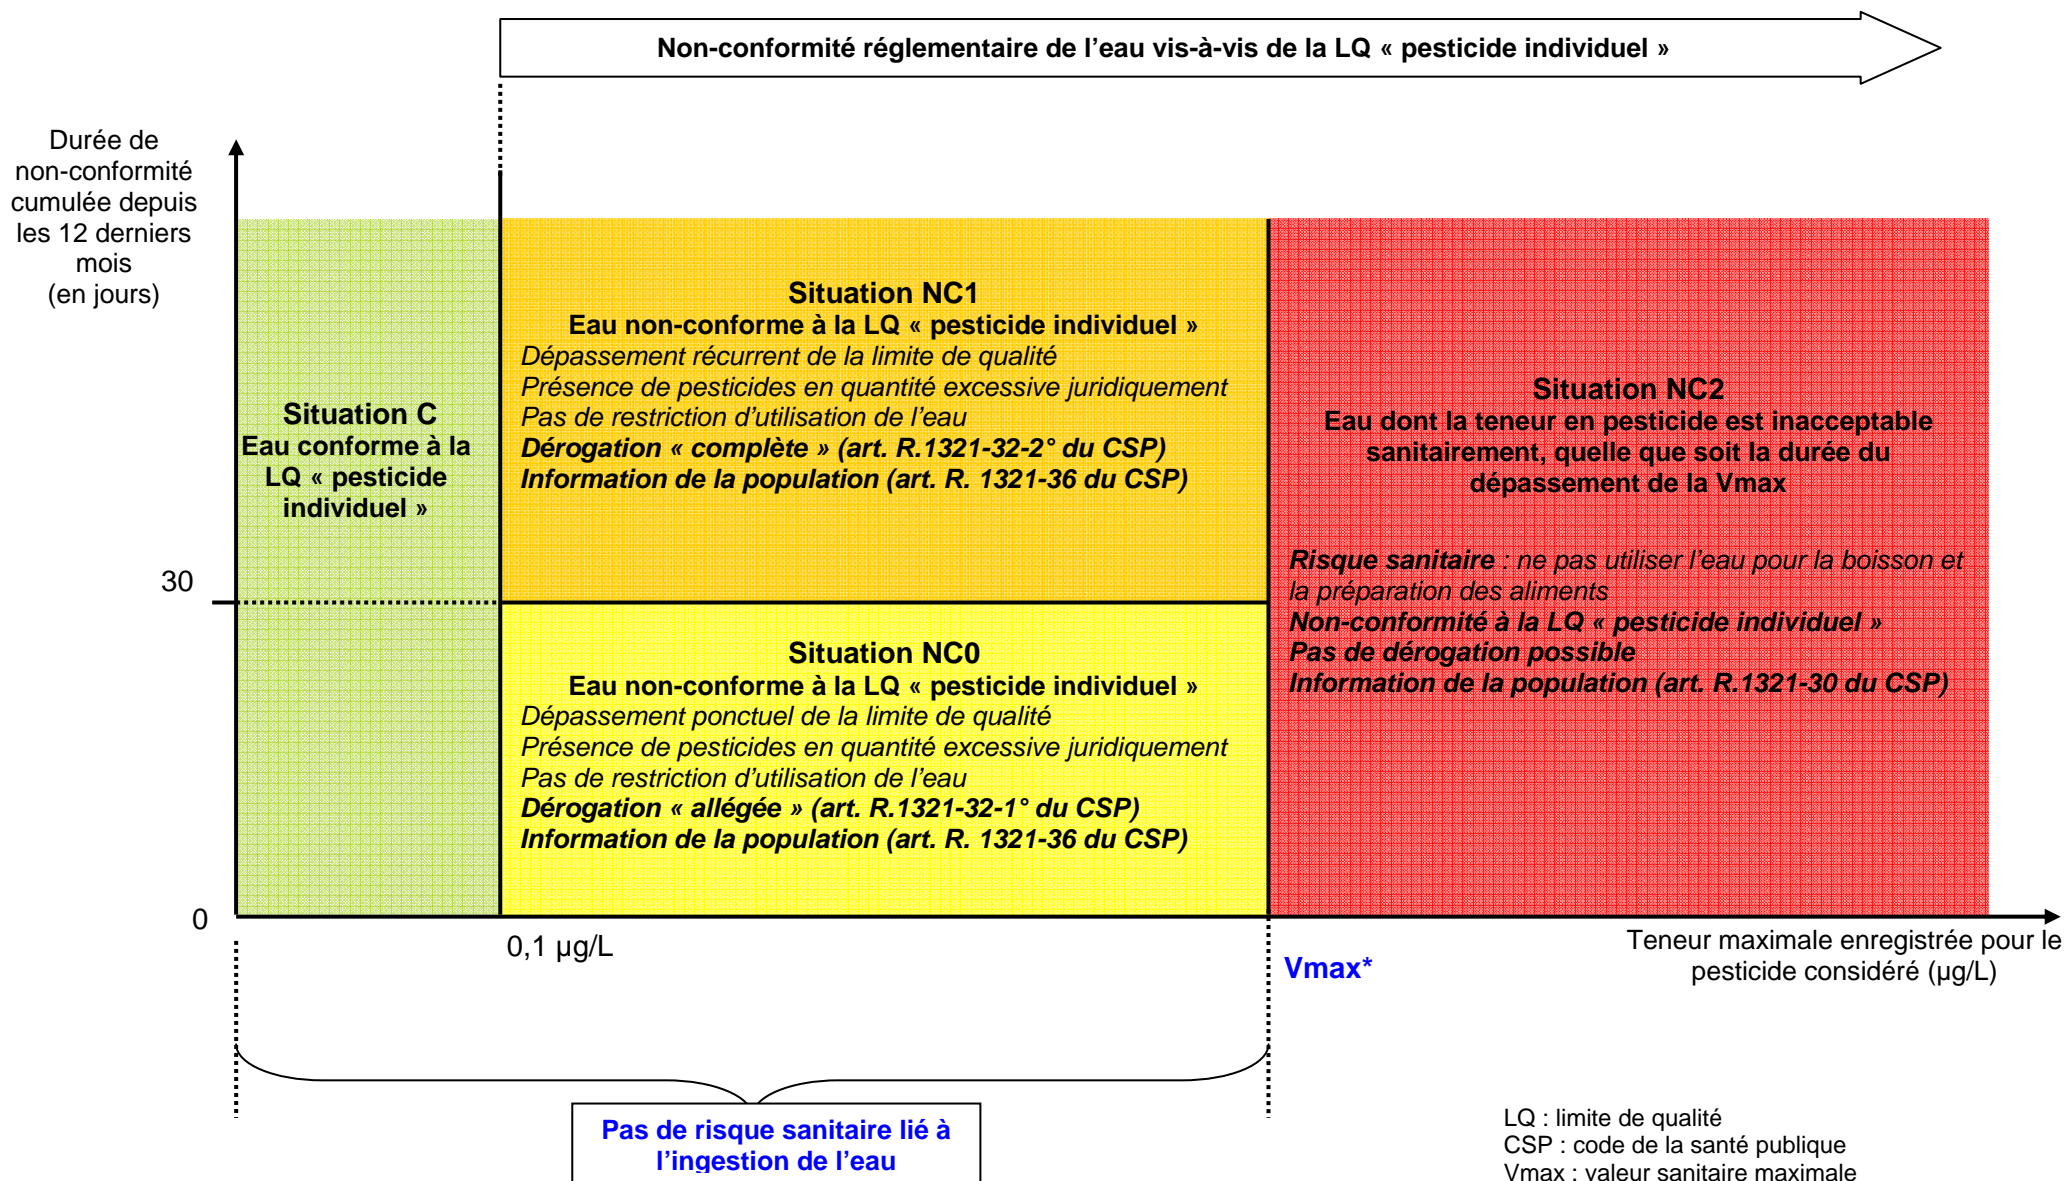 Non-conformité réglementaire de l'eau vis-à-vis de la LQ « pesticide individuel »
Durée de
non-conformité
cumulée depuis
les 12 derniers
mois
(en jours)
30
0
Situation C
Eau conforme à la
LQ « pesticide
individuel »
Situation NC1
Eau non-conforme à la LQ « pesticide individuel »
Dépassement récurrent de la limite de qualité
Présence de pesticides en quantité excessive juridiquement
Pas de restriction d'utilisation de l'eau
Dérogation « complète » (art. R.1321-32-2° du CSP)
Information de la population (art. R. 1321-36 du CSP)
Situation NC0
Eau non-conforme à la LQ « pesticide individuel »
Dépassement ponctuel de la limite de qualité
Présence de pesticides en quantité excessive juridiquement
Pas de restriction d'utilisation de l'eau
Dérogation « allégée » (art. R.1321-32-1° du CSP)
Information de la population (art. R. 1321-36 du CSP)
Situation NC2
Eau dont la teneur en pesticide est inacceptable
sanitairement, quelle que soit la durée du
dépassement de la Vmax
Risque sanitaire : ne pas utiliser l'eau pour la boisson et
la préparation des aliments
Non-conformité à la LQ « pesticide individuel »
Pas de dérogation possible
Information de la population (art. R.1321-30 du CSP)
0,1 µg/L
Vmax*
Teneur maximale enregistrée pour le
pesticide considéré (µg/L)
Pas de risque sanitaire lié à
l'ingestion de l'eau
LQ : limite de qualité
CSP : code de la santé publique
Vmax : valeur sanitaire maximale